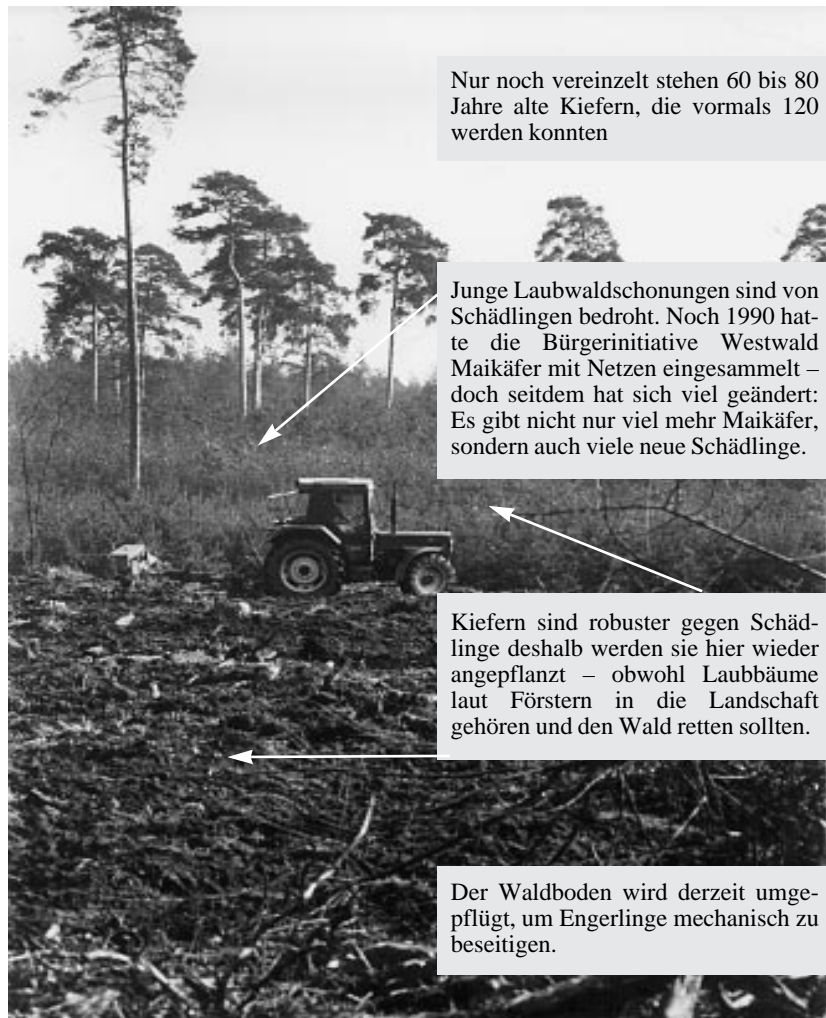 Nur noch vereinzelt stehen 60 bis 80
Jahre alte Kiefern, die vormals 120
werden konnten
Junge Laubwaldschonungen sind von
Schädlingen bedroht. Noch 1990 hat-
te die Bürgerinitiative Westwald
Maikäfer mit Netzen eingesammelt –
doch seitdem hat sich viel geändert:
Es gibt nicht nur viel mehr Maikäfer,
sondern auch viele neue Schädlinge.
Kiefern sind robuster gegen Schäd-
linge deshalb werden sie hier wieder
angepflanzt – obwohl Laubbäume
laut Förstern in die Landschaft
gehören und den Wald retten sollten.
Der Waldboden wird derzeit umge-
pflügt, um Engerlinge mechanisch zu
beseitigen.